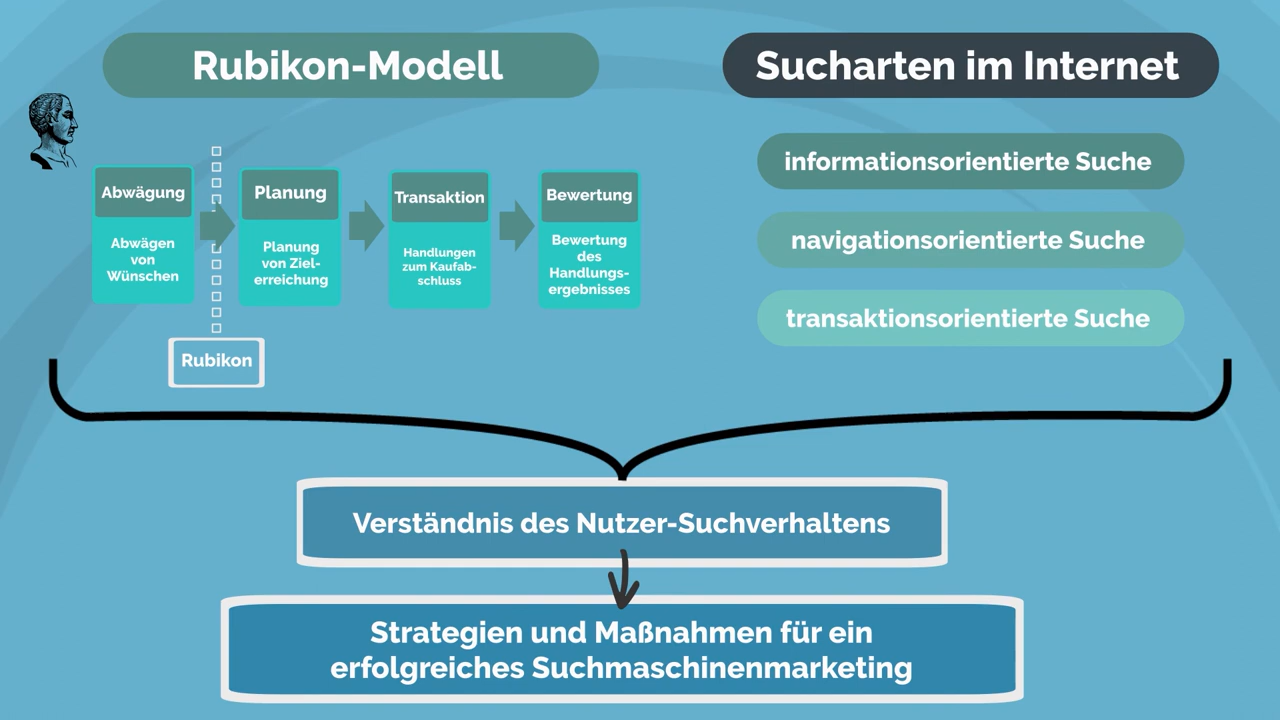 Rubikon-Modell
Abwägung
Abwägen
von
Wünschen
Planung
Planung
von Ziel-
erreichung
Transaktion
Handlungen
zum Kaufab-
schluss
Bewertung
Bewertung
des
Handlungs-
ergebnisses
Rubikon
Sucharten im Internet
informationsorientierte Suche
navigationsorientierte Suche
transaktionsorientierte Suche
Verständnis des Nutzer-Suchverhaltens
Strategien und Maßnahmen für ein
erfolgreiches Suchmaschinenmarketing